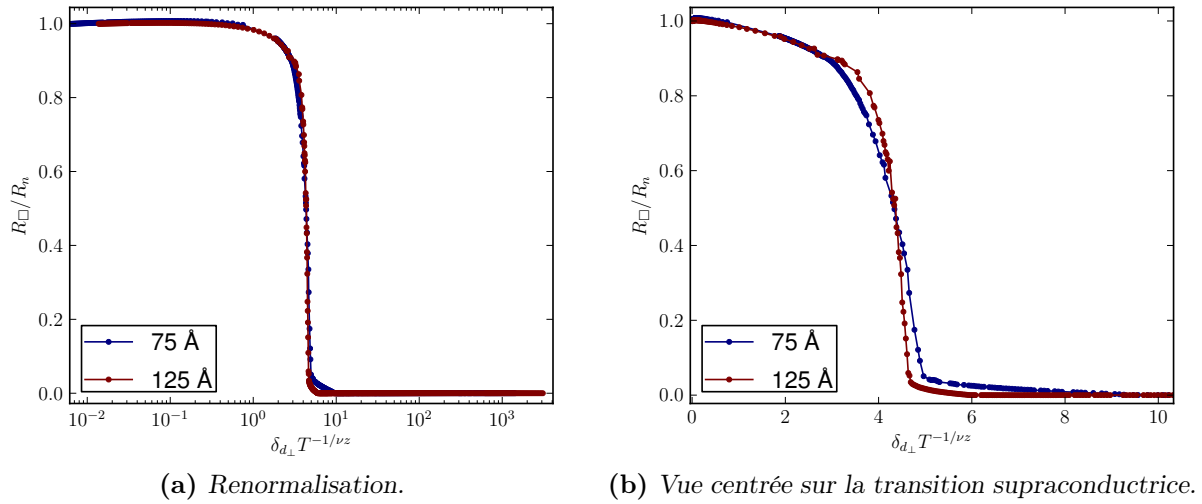 1.0
0.8
0.6
0.4
0.2
0.0
R□/Rn
75 Å
125 Å
10⁻² 10⁻¹ 10⁰ 10¹ 10² 10³
δd⊥T⁻¹/νz
(a) Renormalisation.
1.0
0.8
0.6
0.4
0.2
0.0
R□/Rn
75 Å
125 Å
0 2 4 6 8 10
δd⊥T⁻¹/νz
(b) Vue centrée sur la transition supraconductrice.